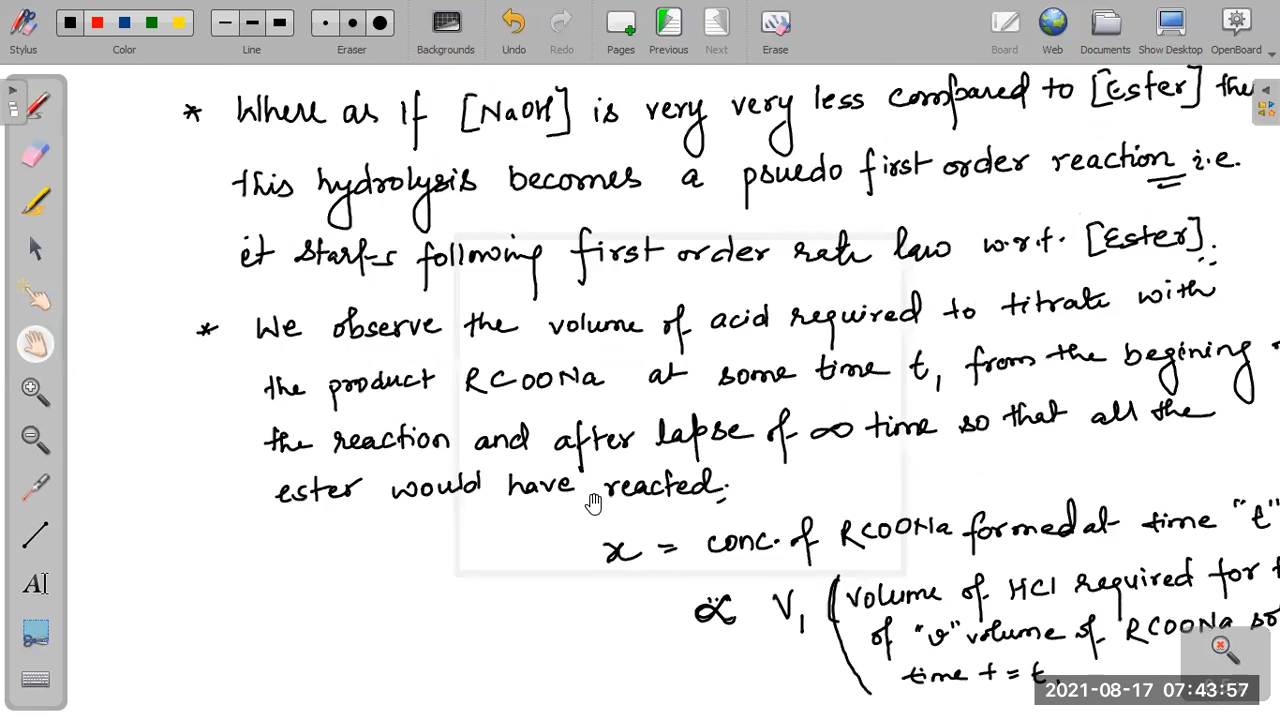 Stylus Color Line Eraser Backgrounds Undo Redo Pages Previous Next Erase Board Web Documents Show Desktop OpenBoard
* Where as if [NaOH] is very very less compared to [Ester] the
this hydrolysis becomes a psuedo first order reaction i.e.
it starts following first order rate law w.r.t. [Ester].
* We observe the volume of acid required to titrate with
the product RCOONa at some time t, from the begining
the reaction and after lapse of ∞ time so that all the
ester would have reacted.
x = conc. of RCOONa formed at time "t"
∝ V₁ (volume of HCl required for
of "v" volume of RCOONa so
time t = t.
2021-08-17 07:43:57